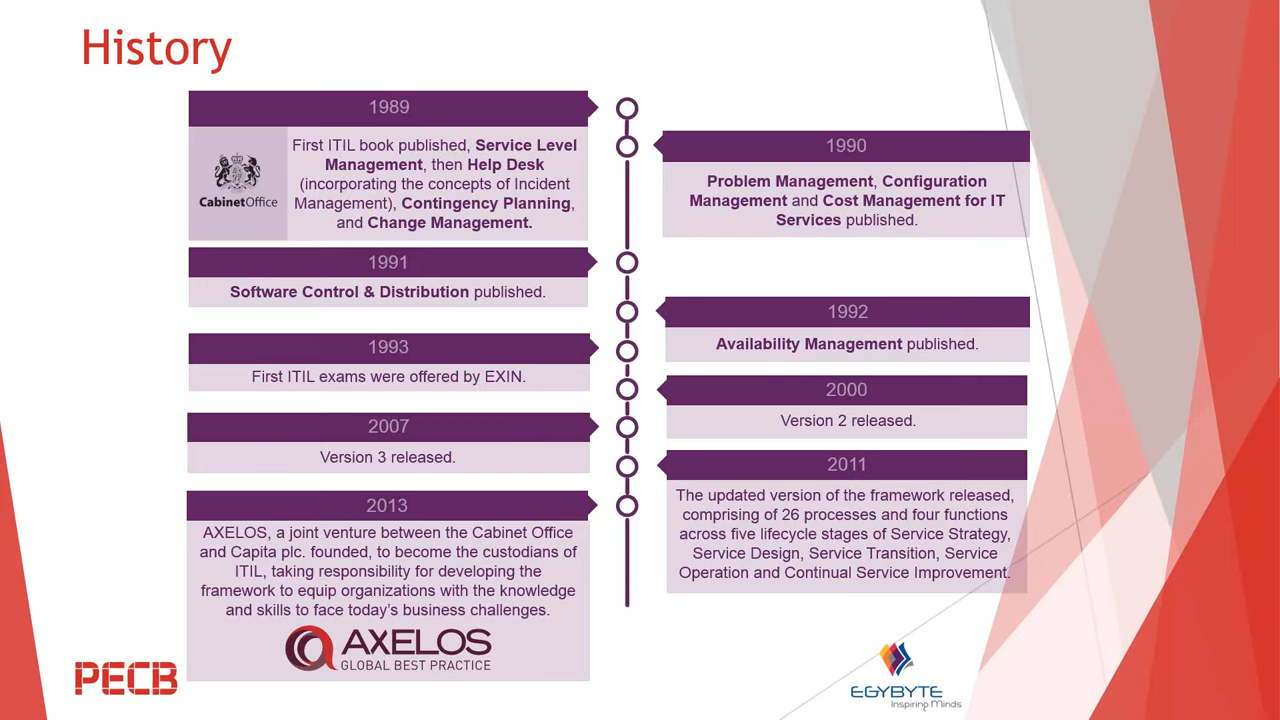 History
1989
First ITIL book published, Service Level
Management, then Help Desk
(incorporating the concepts of Incident
Management), Contingency Planning,
and Change Management.
CabinetOffice
1990
Problem Management, Configuration
Management and Cost Management for IT
Services published.
1991
Software Control & Distribution published.
1992
Availability Management published.
1993
First ITIL exams were offered by EXIN.
2000
Version 2 released.
2007
Version 3 released.
2011
The updated version of the framework released,
comprising of 26 processes and four functions
across five lifecycle stages of Service Strategy,
Service Design, Service Transition, Service
Operation and Continual Service Improvement.
2013
AXELOS, a joint venture between the Cabinet Office
and Capita plc. founded, to become the custodians of
ITIL, taking responsibility for developing the
framework to equip organizations with the knowledge
and skills to face today's business challenges.
AXELOS
GLOBAL BEST PRACTICE
PECB
EGYBYTE
Inspiring Minds